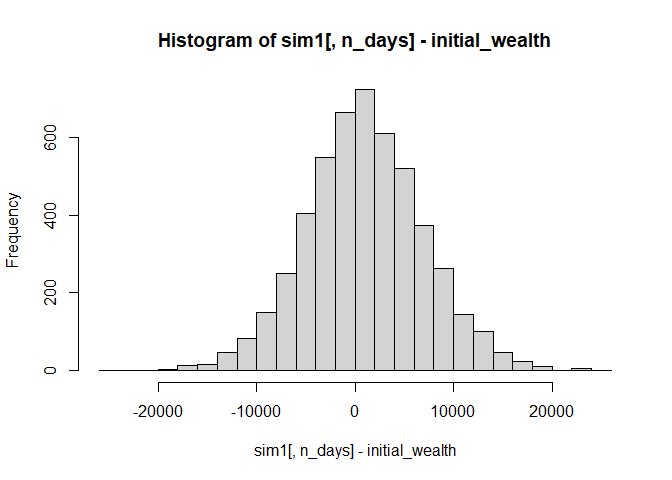 Histogram of sim1[, n_days] - initial_wealth
Frequency
600
400
200
0
-20000 -10000 0 10000 20000
sim1[, n_days] - initial_wealth